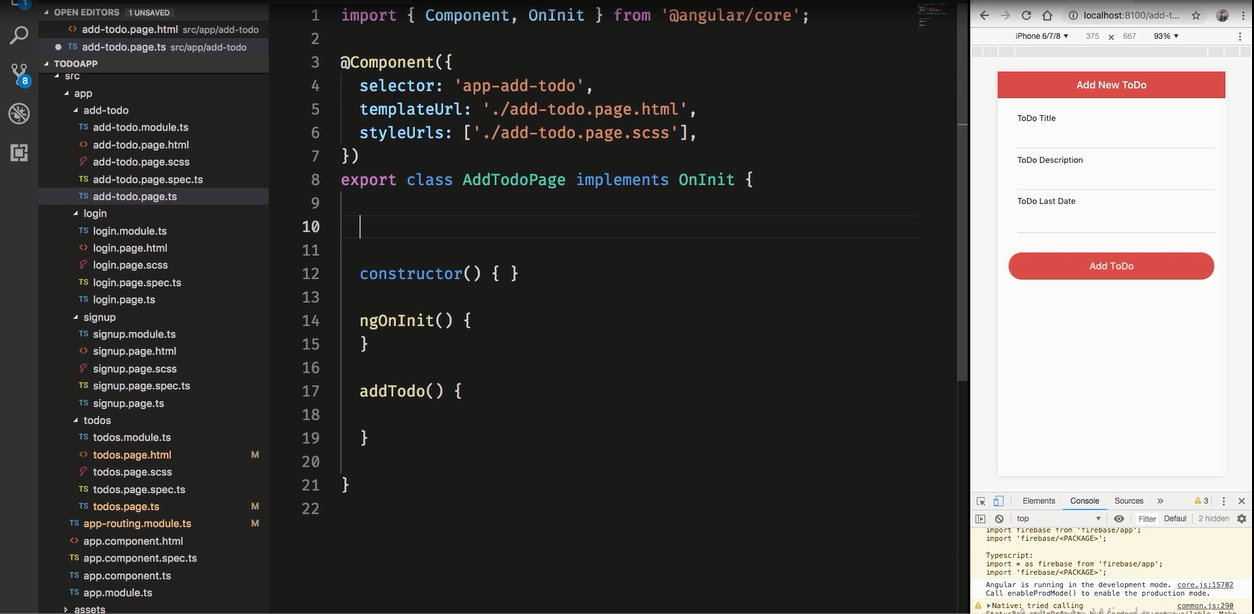 OPEN EDITORS 1 UNSAVED
add-todo.page.html src/app/add-todo
TS add-todo.page.ts src/app/add-todo
TODOAPP
src
app
add-todo
TS add-todo.module.ts
<> add-todo.page.html
add-todo.page.scss
TS add-todo.page.spec.ts
TS add-todo.page.ts
login
TS login.module.ts
<> login.page.html
login.page.scss
TS login.page.spec.ts
TS login.page.ts
signup
TS signup.module.ts
<> signup.page.html
signup.page.scss
TS signup.page.spec.ts
TS signup.page.ts
todos
TS todos.module.ts
<> todos.page.html M
todos.page.scss
TS todos.page.spec.ts
TS todos.page.ts M
TS app-routing.module.ts M
<> app.component.html
TS app.component.spec.ts
TS app.component.ts
TS app.module.ts
assets
1
8
1 import { Component, OnInit } from '@angular/core';
2
3 @Component({
4 selector: 'app-add-todo',
5 templateUrl: './add-todo.page.html',
6 styleUrls: ['./add-todo.page.scss'],
7 })
8 export class AddTodoPage implements OnInit {
9
10
11
12 constructor() { }
13
14 ngOnInit() {
15 }
16
17 addTodo() {
18
19 }
20
21 }
22
localhost:8100/add-t...
iPhone 6/7/8 ▼ 375 x 667 93% ▼
Add New ToDo
ToDo Title
ToDo Description
ToDo Last Date
Add ToDo
Elements Console Sources » 3
top ▼ Filter Defaul 2 hidden
import firebase from 'firebase/app';
import 'firebase/<PACKAGE>';
Typescript:
import * as firebase from 'firebase/app';
import 'firebase/<PACKAGE>';
Angular is running in the development mode. core.js:15702
Call enableProdMode() to enable the production mode.
Native: tried calling common.js:290